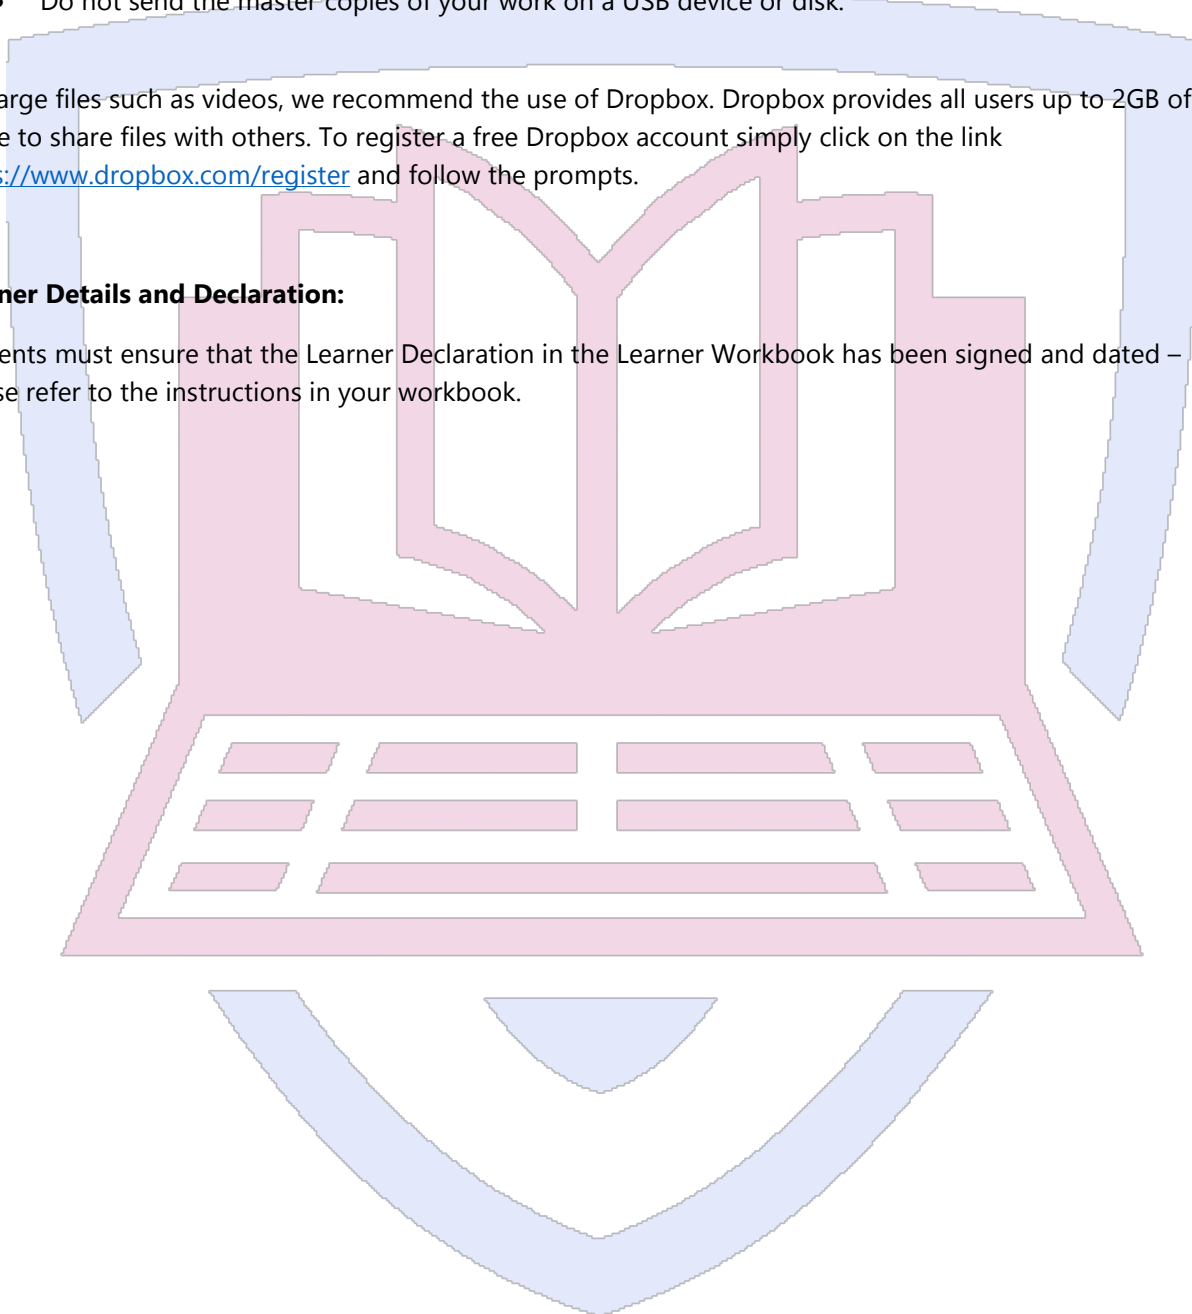 Do not send the master copies of your work on a USB device or disk.
arge files such as videos, we recommend the use of Dropbox. Dropbox provides all users up to 2GB of
e to share files with others. To register a free Dropbox account simply click on the link
s://www.dropbox.com/register and follow the prompts.
ner Details and Declaration:
ents must ensure that the Learner Declaration in the Learner Workbook has been signed and dated –
se refer to the instructions in your workbook.